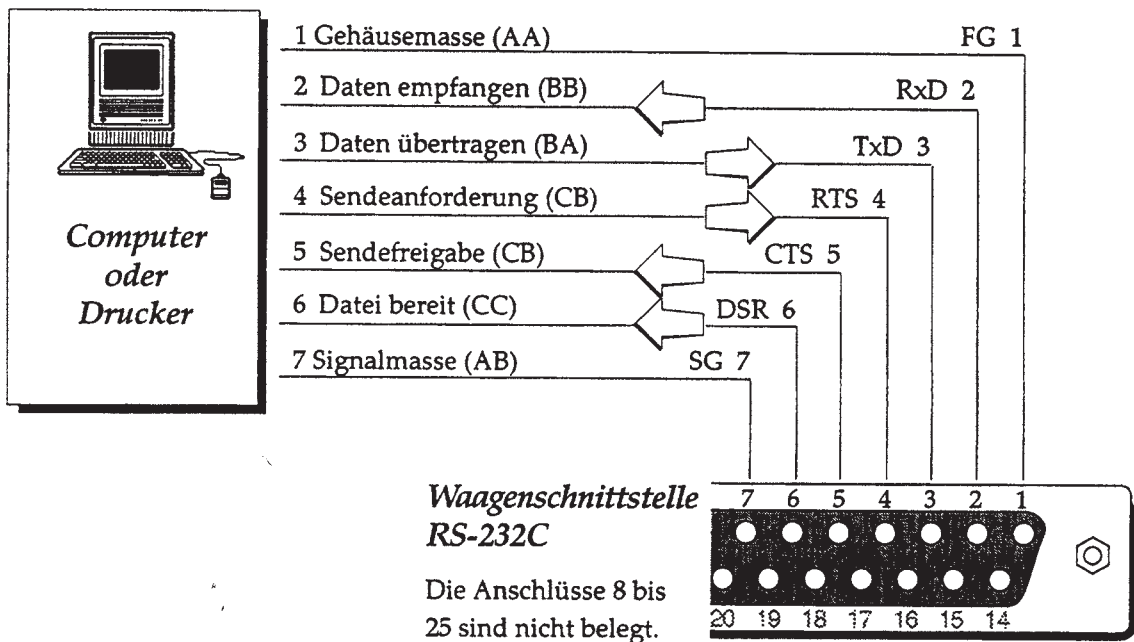 1 Gehäusemasse (AA) FG 1
2 Daten empfangen (BB) RxD 2
3 Daten übertragen (BA) TxD 3
4 Sendeanforderung (CB) RTS 4
5 Sendefreigabe (CB) CTS 5
6 Datei bereit (CC) DSR 6
7 Signalmasse (AB) SG 7
Computer
oder
Drucker
Waagenschnittstelle
RS-232C
Die Anschlüsse 8 bis
25 sind nicht belegt.
7 6 5 4 3 2 1
20 19 18 17 16 15 14